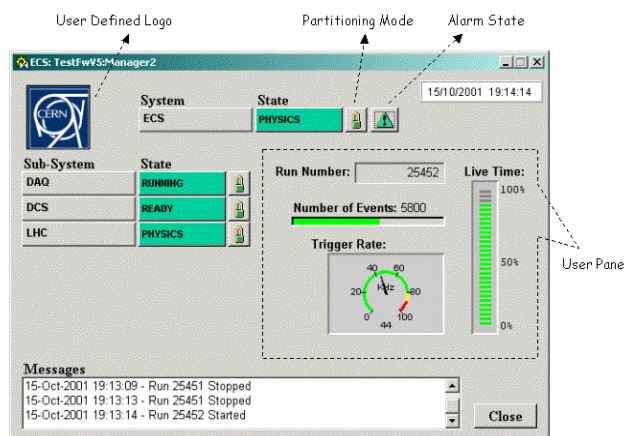 User Defined Logo Partitioning Mode Alarm State
ECS: TestFwV5:Manager2
15/10/2001 19:14:14
CERN
System State
ECS PHYSICS
Sub-System State
DAQ RUNNING
DCS READY
LHC PHYSICS
Run Number: 25452
Live Time:
100%
Number of Events: 5800
Trigger Rate:
40 60
KHz
20 80
0 100
44
50%
0%
User Pane
Messages
15-Oct-2001 19:13:09 - Run 25451 Stopped
15-Oct-2001 19:13:13 - Run 25451 Stopped
15-Oct-2001 19:13:14 - Run 25452 Started
Close